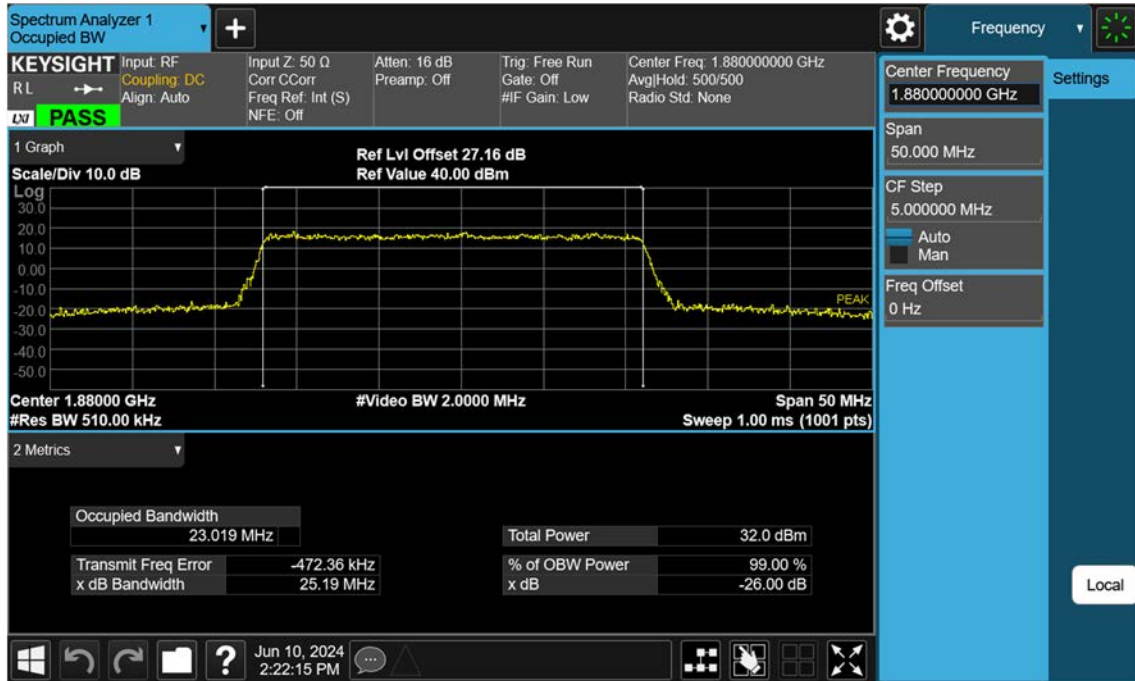 Spectrum Analyzer 1
Occupied BW
+
Frequency
KEYSIGHT
R L
LXI
PASS
Input: RF
Coupling: DC
Align: Auto
Input Z: 50 Ω
Corr CCorr
Freq Ref: Int (S)
NFE: Off
Atten: 16 dB
Preamp: Off
Trig: Free Run
Gate: Off
#IF Gain: Low
Center Freq: 1.880000000 GHz
Avg|Hold: 500/500
Radio Std: None
Center Frequency
1.880000000 GHz
Settings
Span
50.000 MHz
CF Step
5.000000 MHz
Auto
Man
Freq Offset
0 Hz
Local
1 Graph
Scale/Div 10.0 dB
Ref Lvl Offset 27.16 dB
Ref Value 40.00 dBm
Log
30.0
20.0
10.0
0.00
-10.0
-20.0
-30.0
-40.0
-50.0
PEAK
Center 1.88000 GHz
#Video BW 2.0000 MHz
Span 50 MHz
#Res BW 510.00 kHz
Sweep 1.00 ms (1001 pts)
2 Metrics
Occupied Bandwidth
23.019 MHz
Total Power 32.0 dBm
Transmit Freq Error -472.36 kHz
% of OBW Power 99.00 %
x dB Bandwidth 25.19 MHz
x dB -26.00 dB
?
Jun 10, 2024
2:22:15 PM